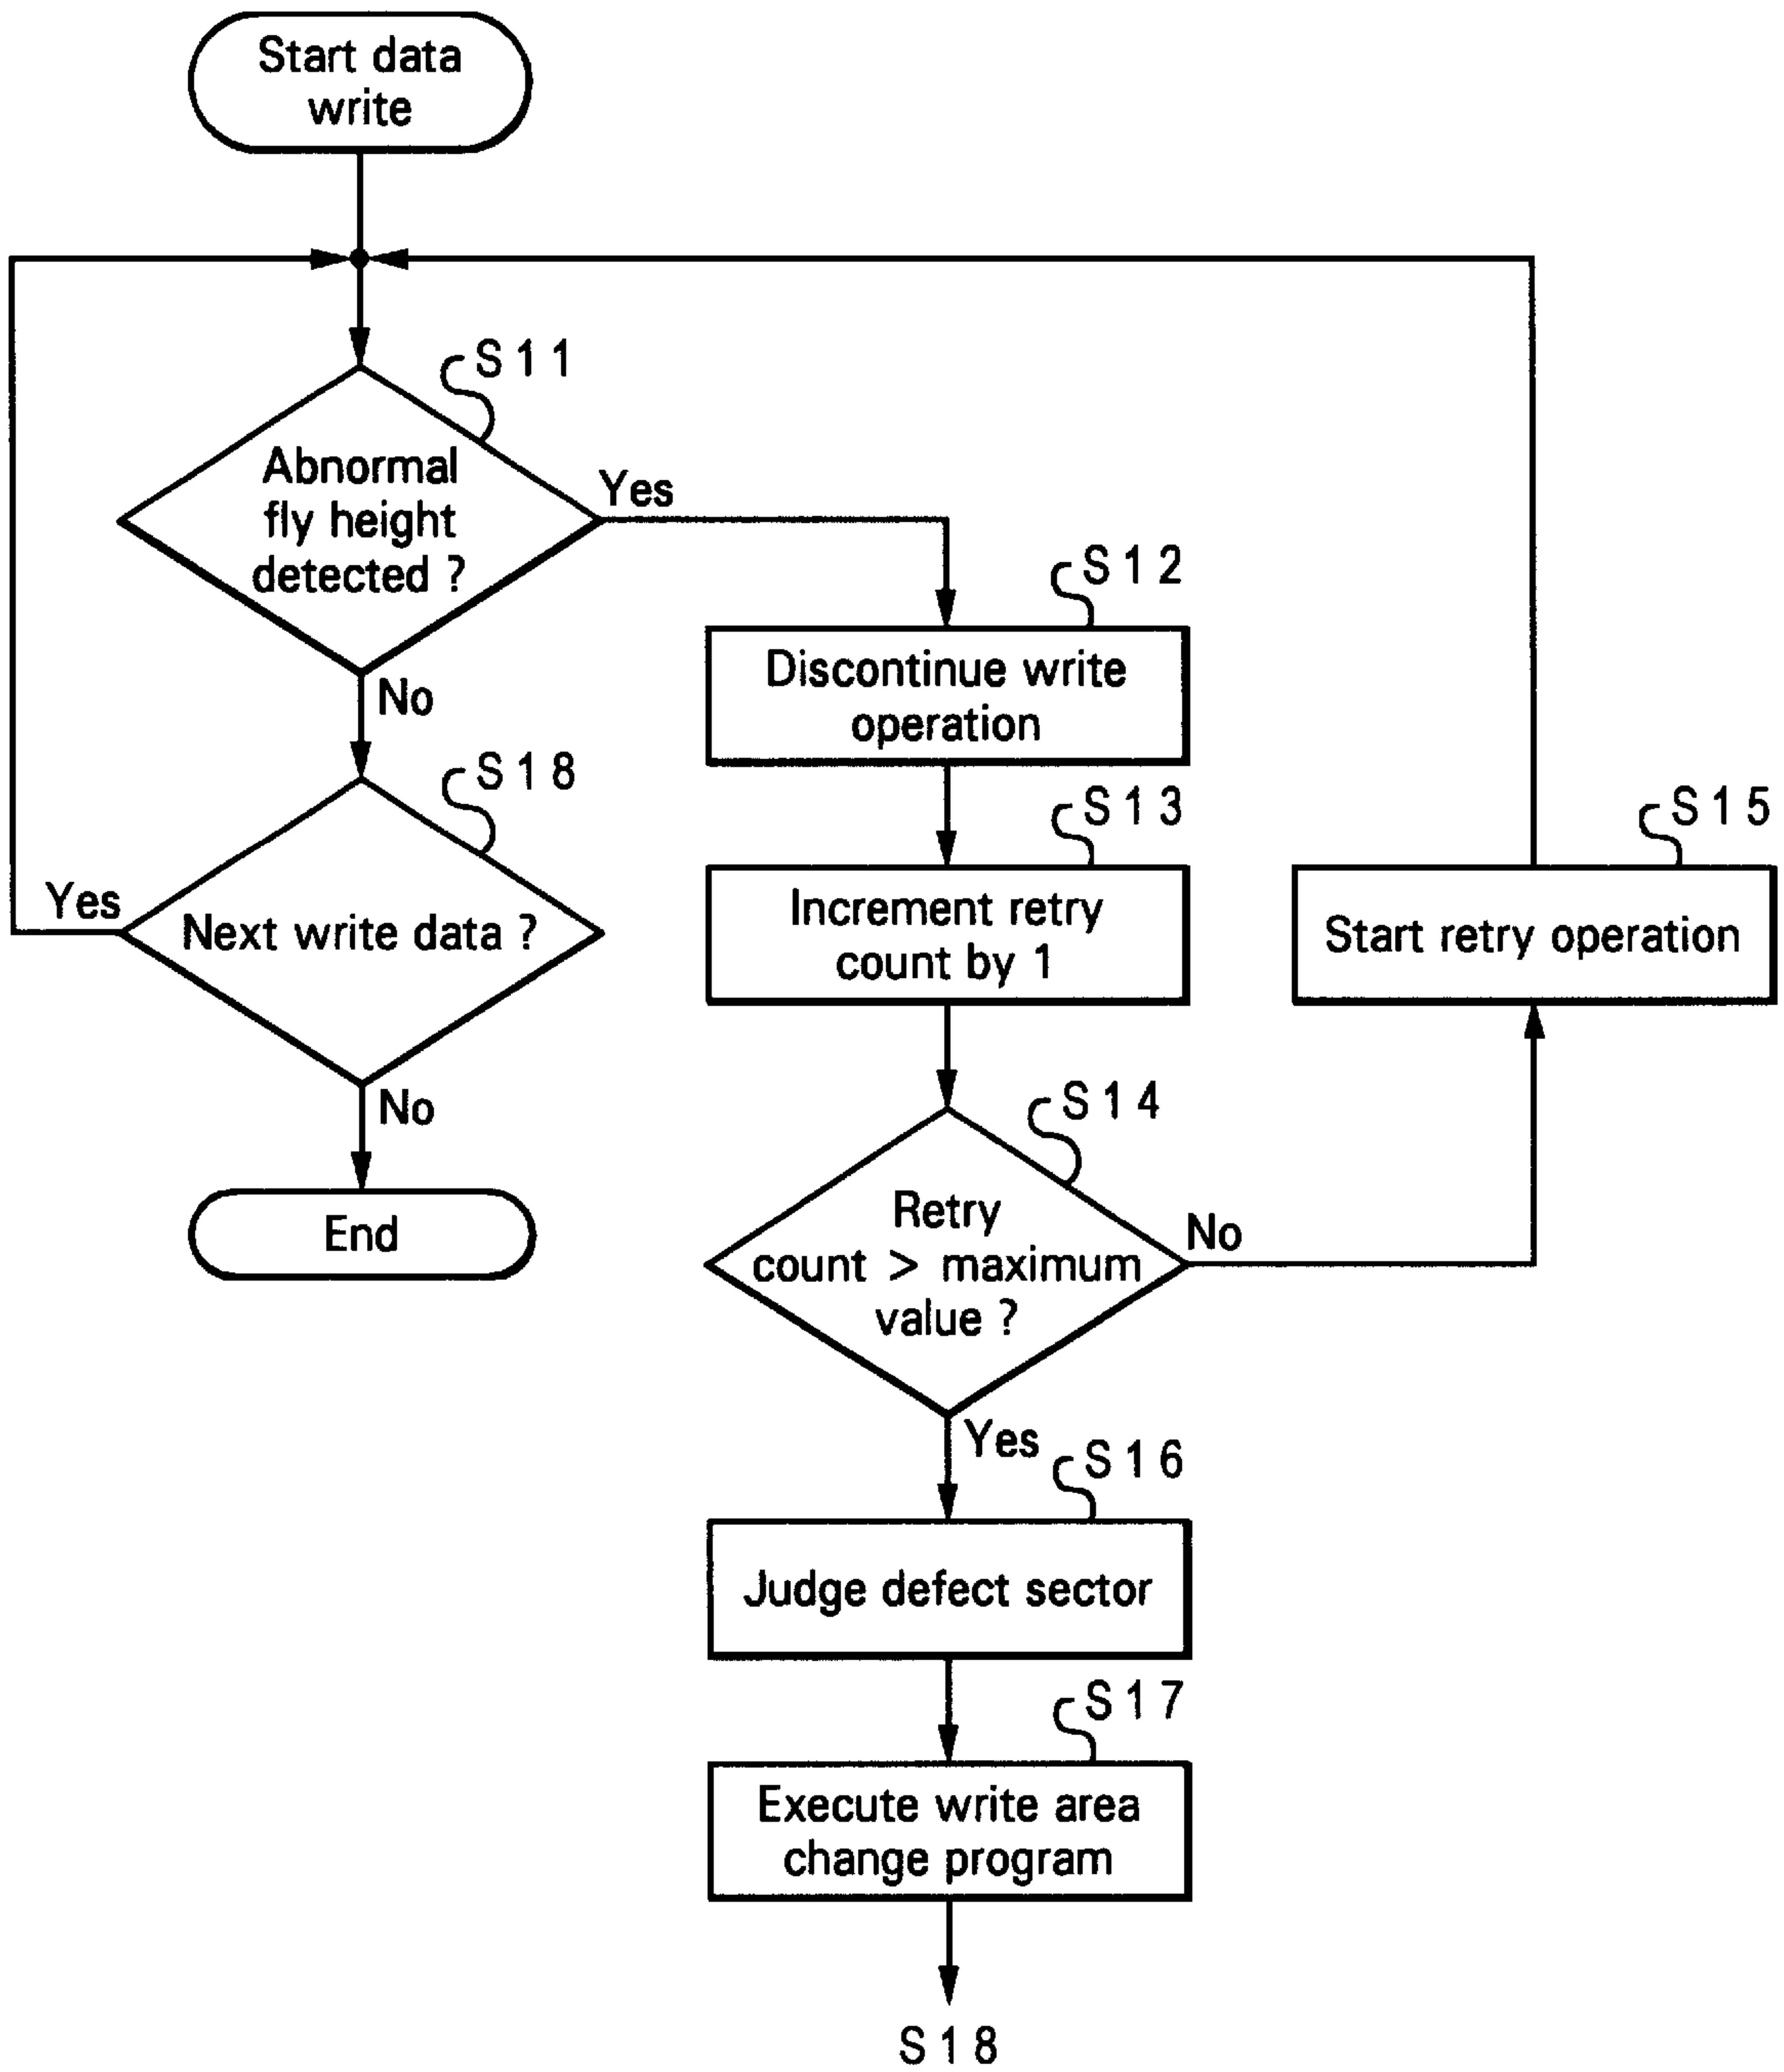 Start data
write
S11
Abnormal
fly height
detected ?
Yes
No
S12
Discontinue write
operation
S18
Next write data ?
Yes
No
End
S13
Increment retry
count by 1
S15
Start retry operation
S14
Retry
count > maximum
value ?
No
Yes
S16
Judge defect sector
S17
Execute write area
change program
S18